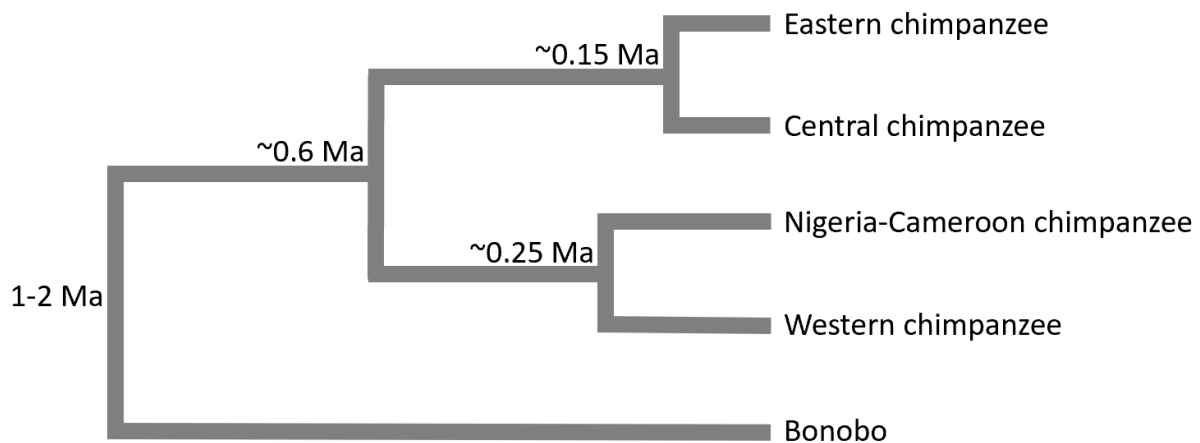 Eastern chimpanzee
~0.15 Ma
Central chimpanzee
~0.6 Ma
Nigeria-Cameroon chimpanzee
~0.25 Ma
1-2 Ma
Western chimpanzee
Bonobo